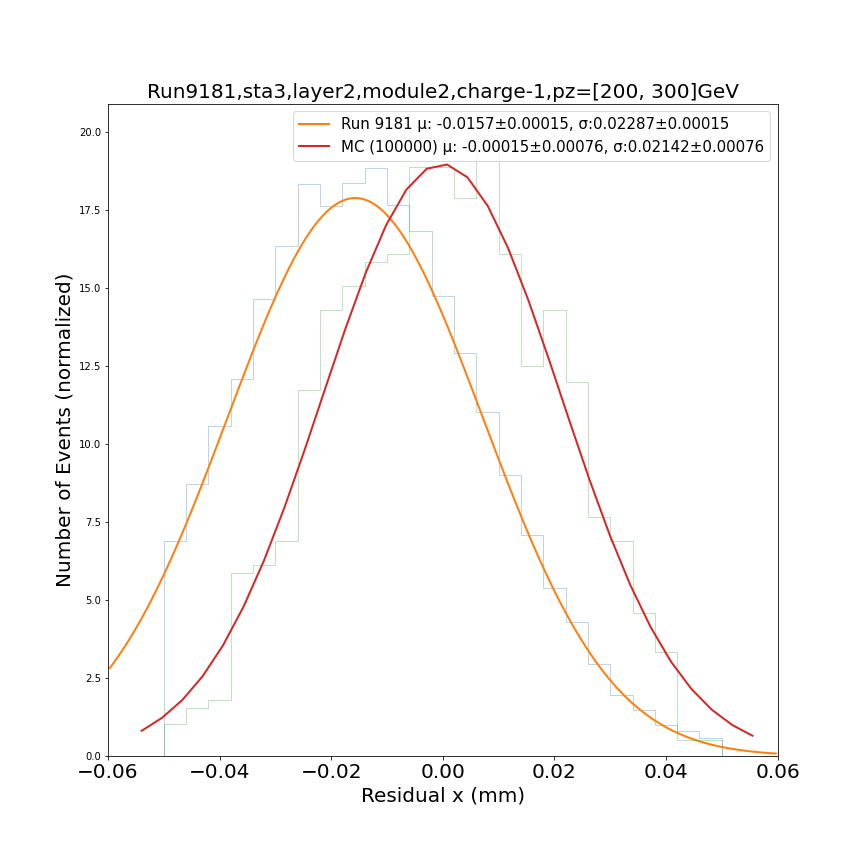 Run9181,sta3,layer2,module2,charge-1,pz=[200, 300]GeV
Run 9181 μ: -0.0157±0.00015, σ:0.02287±0.00015
MC (100000) μ: -0.00015±0.00076, σ:0.02142±0.00076
20.0
17.5
15.0
12.5
10.0
7.5
5.0
2.5
0.0
Number of Events (normalized)
−0.06 −0.04 −0.02 0.00 0.02 0.04 0.06
Residual x (mm)